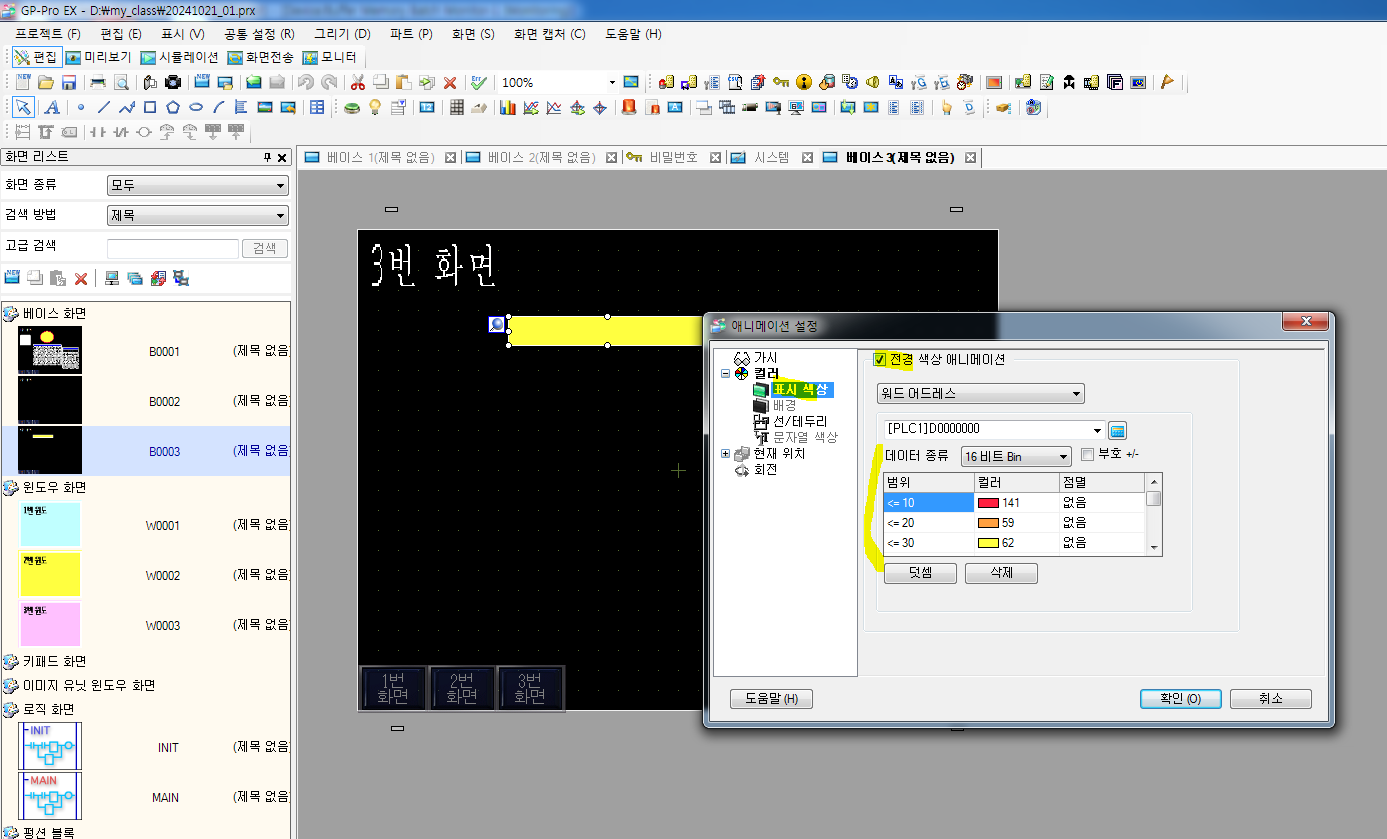 GP-Pro EX - D:\my_class\20241021_01.prx
프로젝트 (F) 편집 (E) 표시 (V) 공통 설정 (R) 그리기 (D) 파트 (P) 화면 (S) 화면 캡처 (C) 도움말 (H)
편집 미리보기 시뮬레이션 화면전송 모니터
100%
화면 리스트
베이스 1(제목 없음) 베이스 2(제목 없음) 비밀번호 시스템 베이스 3(제목 없음)
화면 종류 모두
검색 방법 제목
고급 검색 검색
베이스 화면
B0001 (제목 없음
B0002 (제목 없음
B0003 (제목 없음
윈도우 화면
1번 윈도
W0001 (제목 없음
2번 윈도
W0002 (제목 없음
3번 윈도
W0003 (제목 없음
키패드 화면
이미지 유닛 윈도우 화면
로직 화면
INIT
INIT (제목 없음
MAIN
MAIN (제목 없음
펑션 블록
3번 화면
1번 화면
2번 화면
3번 화면
애니메이션 설정
가시
컬러
표시 색상
배경
선/테두리
문자열 색상
현재 위치
회전
전경 색상 애니메이션
워드 어드레스
[PLC1]D0000000
데이터 종류 16 비트 Bin 부호 +/-
범위 컬러 점멸
<= 10 141 없음
<= 20 59 없음
<= 30 62 없음
덧셈 삭제
도움말 (H) 확인 (O) 취소